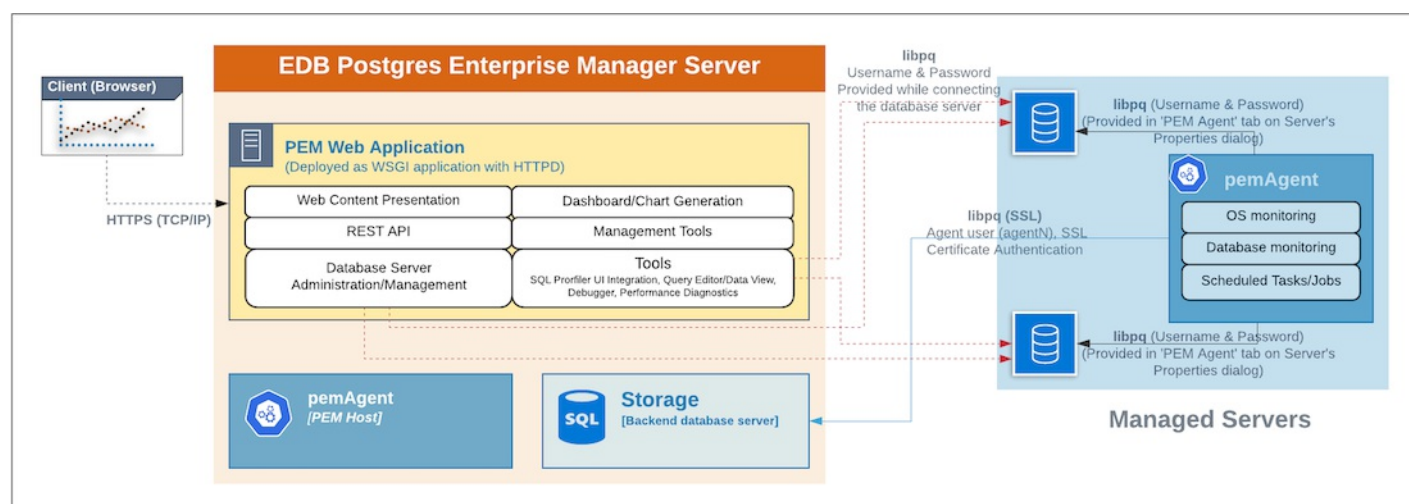 EDB Postgres Enterprise Manager Server
Client (Browser)
HTTPS (TCP/IP)
PEM Web Application
(Deployed as WSGI application with HTTPD)
Web Content Presentation
Dashboard/Chart Generation
REST API
Management Tools
Database Server
Administration/Management
Tools
SQL Prorfiler UI Integration, Query Editor/Data View,
Debugger, Performance Diagnostics
pemAgent
[PEM Host]
SQL
Storage
[Backend database server]
libpq
Username & Password
Provided while connecting
the database server
libpq (SSL)
Agent user (agentN), SSL
Certificate Authentication
libpq (Username & Password)
(Provided in 'PEM Agent' tab on Server's
Properties dialog)
pemAgent
OS monitoring
Database monitoring
Scheduled Tasks/Jobs
libpq (Username & Password)
(Provided in 'PEM Agent' tab on Server's
Properties dialog)
Managed Servers